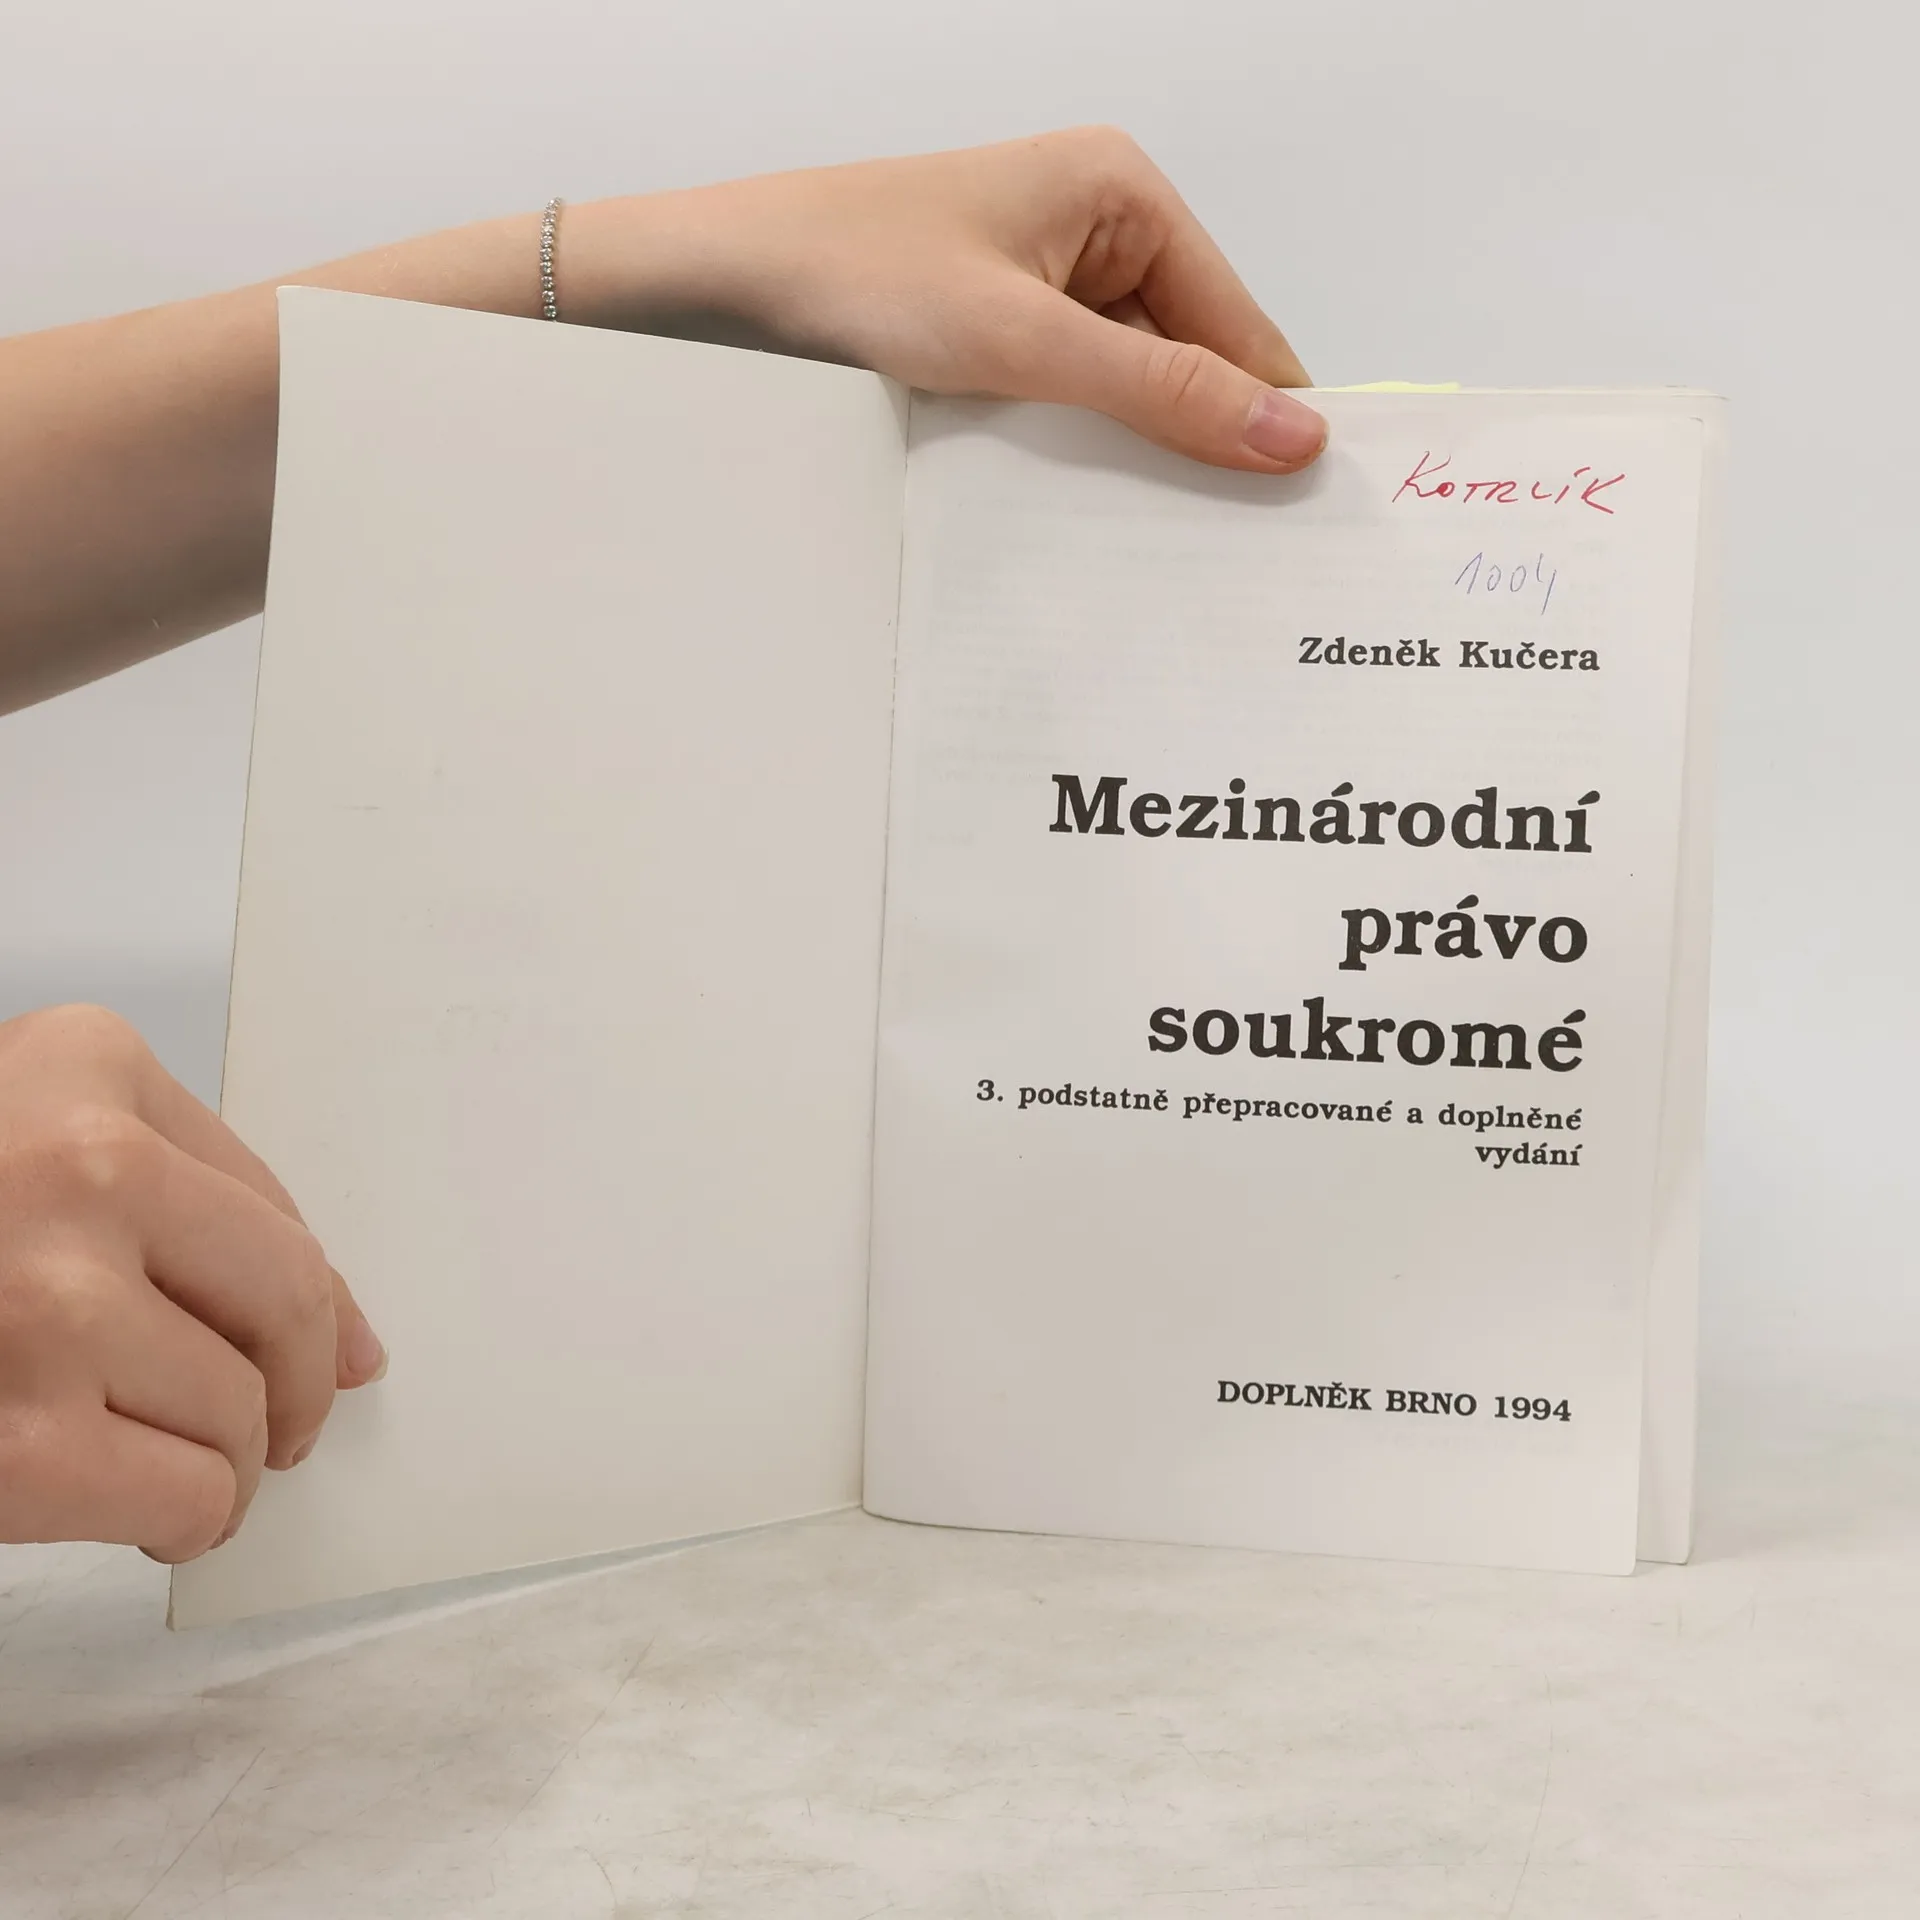 KOTRLÍK
1004
Zdeněk Kučera
Mezinárodní
právo
soukromé
3. podstatně přepracované a doplněné
vydání
DOPLNĚK BRNO 1994